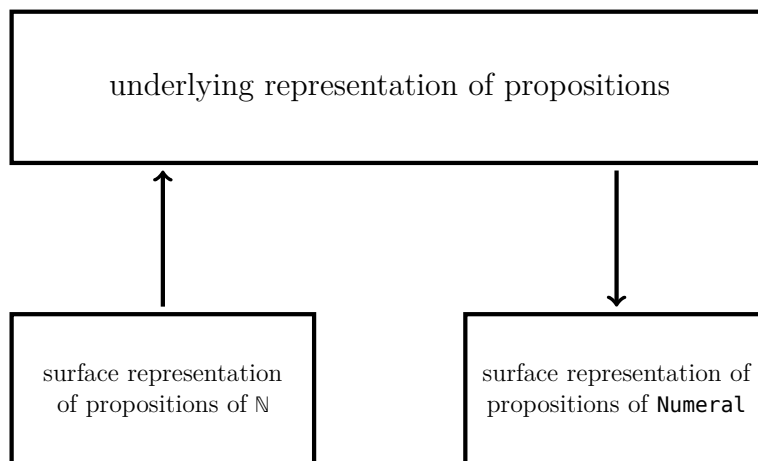 underlying representation of propositions
surface representation
of propositions of ℕ
surface representation of
propositions of Numeral